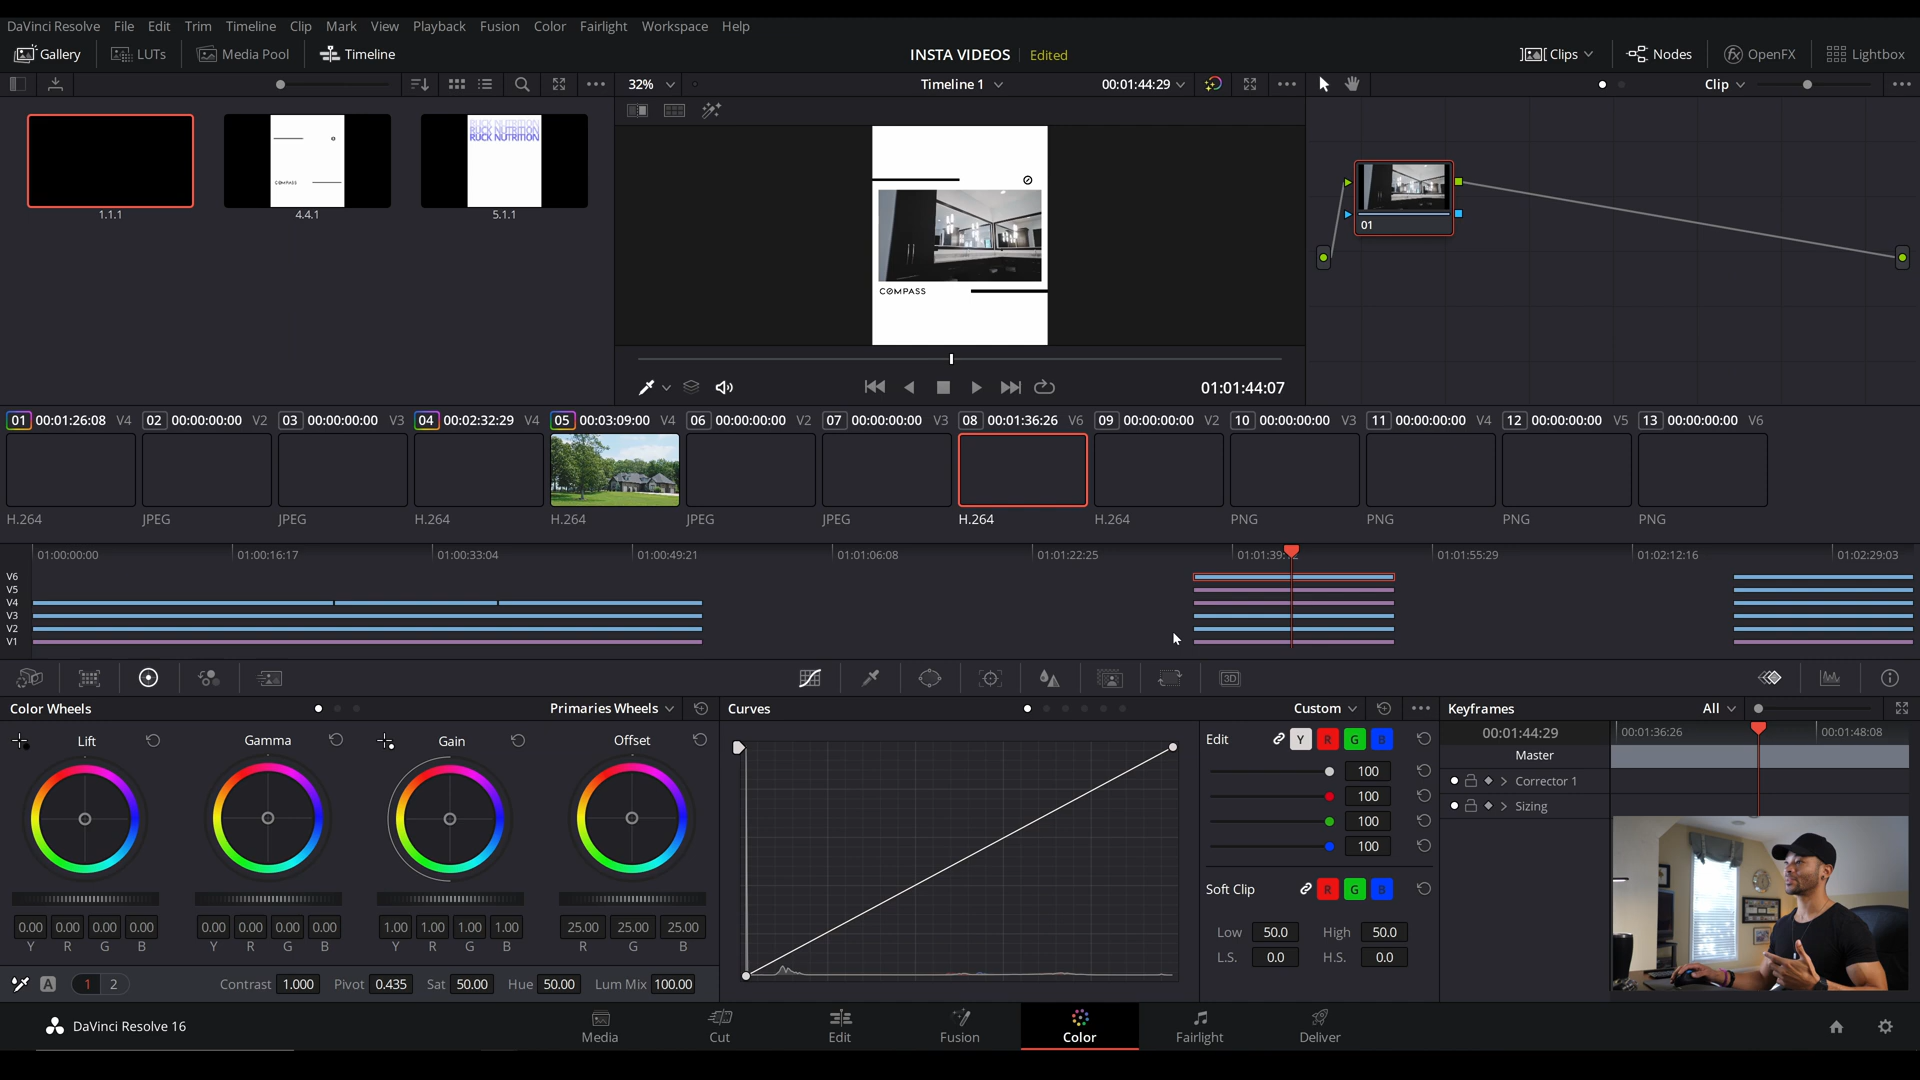 DaVinci Resolve File Edit Trim Timeline Clip Mark View Playback Fusion Color Fairlight Workspace Help
Gallery LUTs Media Pool Timeline INSTA VIDEOS Edited Clips Nodes OpenFX Lightbox
32% Timeline 1 00:01:44:29 Clip
RUCK NUTRITION
RUCK NUTRITION
RUCK NUTRITION
COMPASS
COMPASS
01
1.1.1 4.4.1 5.1.1
01:01:44:07
01 00:01:26:08 V4 02 00:00:00:00 V2 03 00:00:00:00 V3 04 00:02:32:29 V4 05 00:03:09:00 V4 06 00:00:00:00 V2 07 00:00:00:00 V3 08 00:01:36:26 V6 09 00:00:00:00 V2 10 00:00:00:00 V3 11 00:00:00:00 V4 12 00:00:00:00 V5 13 00:00:00:00 V6
H.264 JPEG JPEG H.264 H.264 JPEG JPEG H.264 H.264 PNG PNG PNG PNG
01:00:00:00 01:00:16:17 01:00:33:04 01:00:49:21 01:01:06:08 01:01:22:25 01:01:39:12 01:01:55:29 01:02:12:16 01:02:29:03
V6
V5
V4
V3
V2
V1
3D
Color Wheels Primaries Wheels Curves Custom Keyframes All
Lift Gamma Gain Offset
Edit Y R G B
100
100
100
100
Soft Clip R G B
Low 50.0 High 50.0
L.S. 0.0 H.S. 0.0
00:01:44:29 00:01:36:26 00:01:48:08
Master
Corrector 1
Sizing
0.00 0.00 0.00 0.00 0.00 0.00 0.00 0.00 1.00 1.00 1.00 1.00 25.00 25.00 25.00
Y R G B Y R G B Y R G B R G B
A 1 2 Contrast 1.000 Pivot 0.435 Sat 50.00 Hue 50.00 Lum Mix 100.00
DaVinci Resolve 16 Media Cut Edit Fusion Color Fairlight Deliver